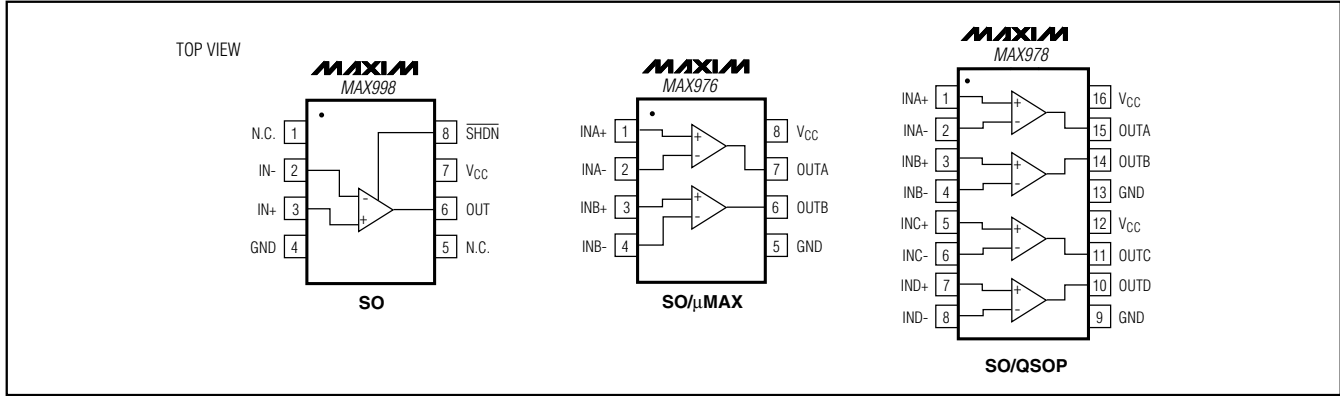 TOP VIEW
MAXIM
MAX998
N.C. 1
IN- 2
IN+ 3
GND 4
8 S̅H̅D̅N̅
7 VCC
6 OUT
5 N.C.
- 
+
SO
MAXIM
MAX976
INA+ 1
INA- 2
INB+ 3
INB- 4
8 VCC
7 OUTA
6 OUTB
5 GND
+
-
+
-
SO/μMAX
MAXIM
MAX978
INA+ 1
INA- 2
INB+ 3
INB- 4
INC+ 5
INC- 6
IND+ 7
IND- 8
16 VCC
15 OUTA
14 OUTB
13 GND
12 VCC
11 OUTC
10 OUTD
9 GND
+
-
+
-
+
-
+
-
SO/QSOP